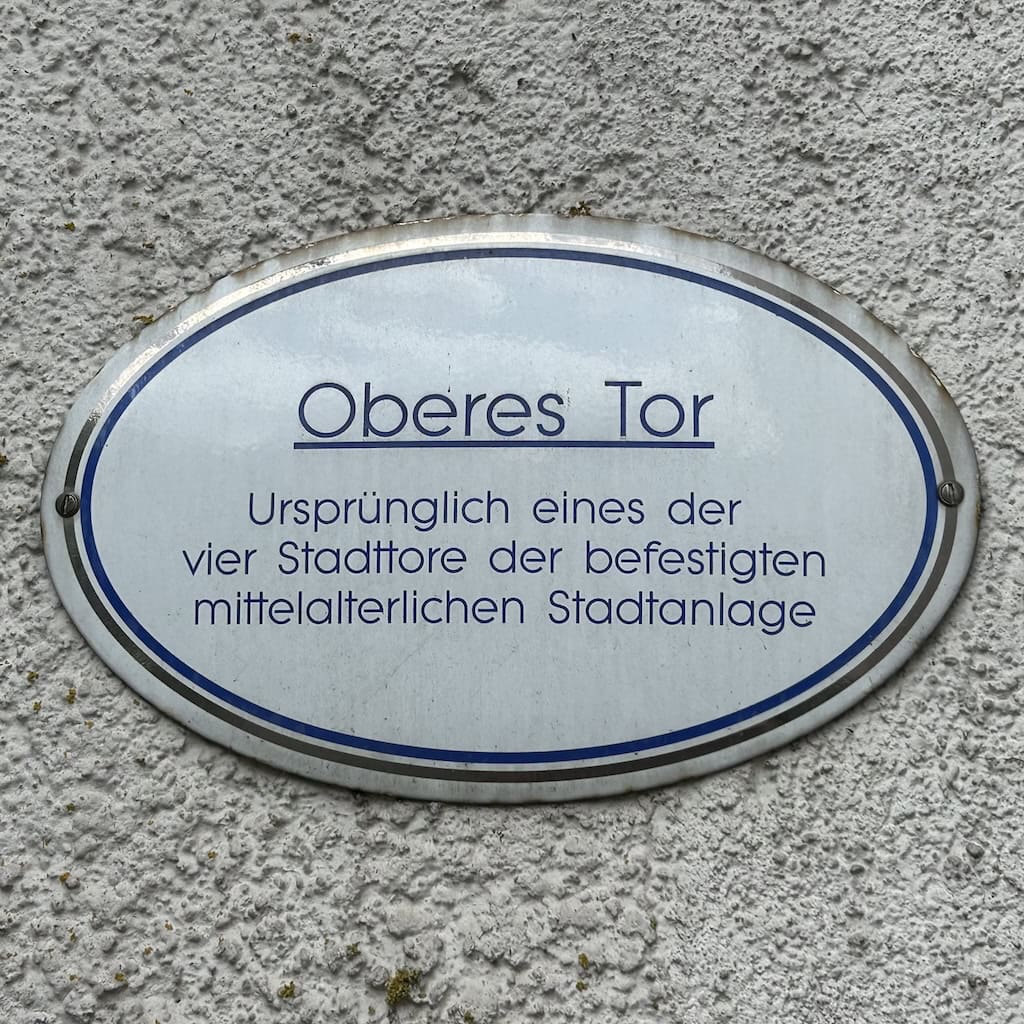 Oberes Tor
Ursprünglich eines der
vier Stadttore der befestigten
mittelalterlichen Stadtanlage